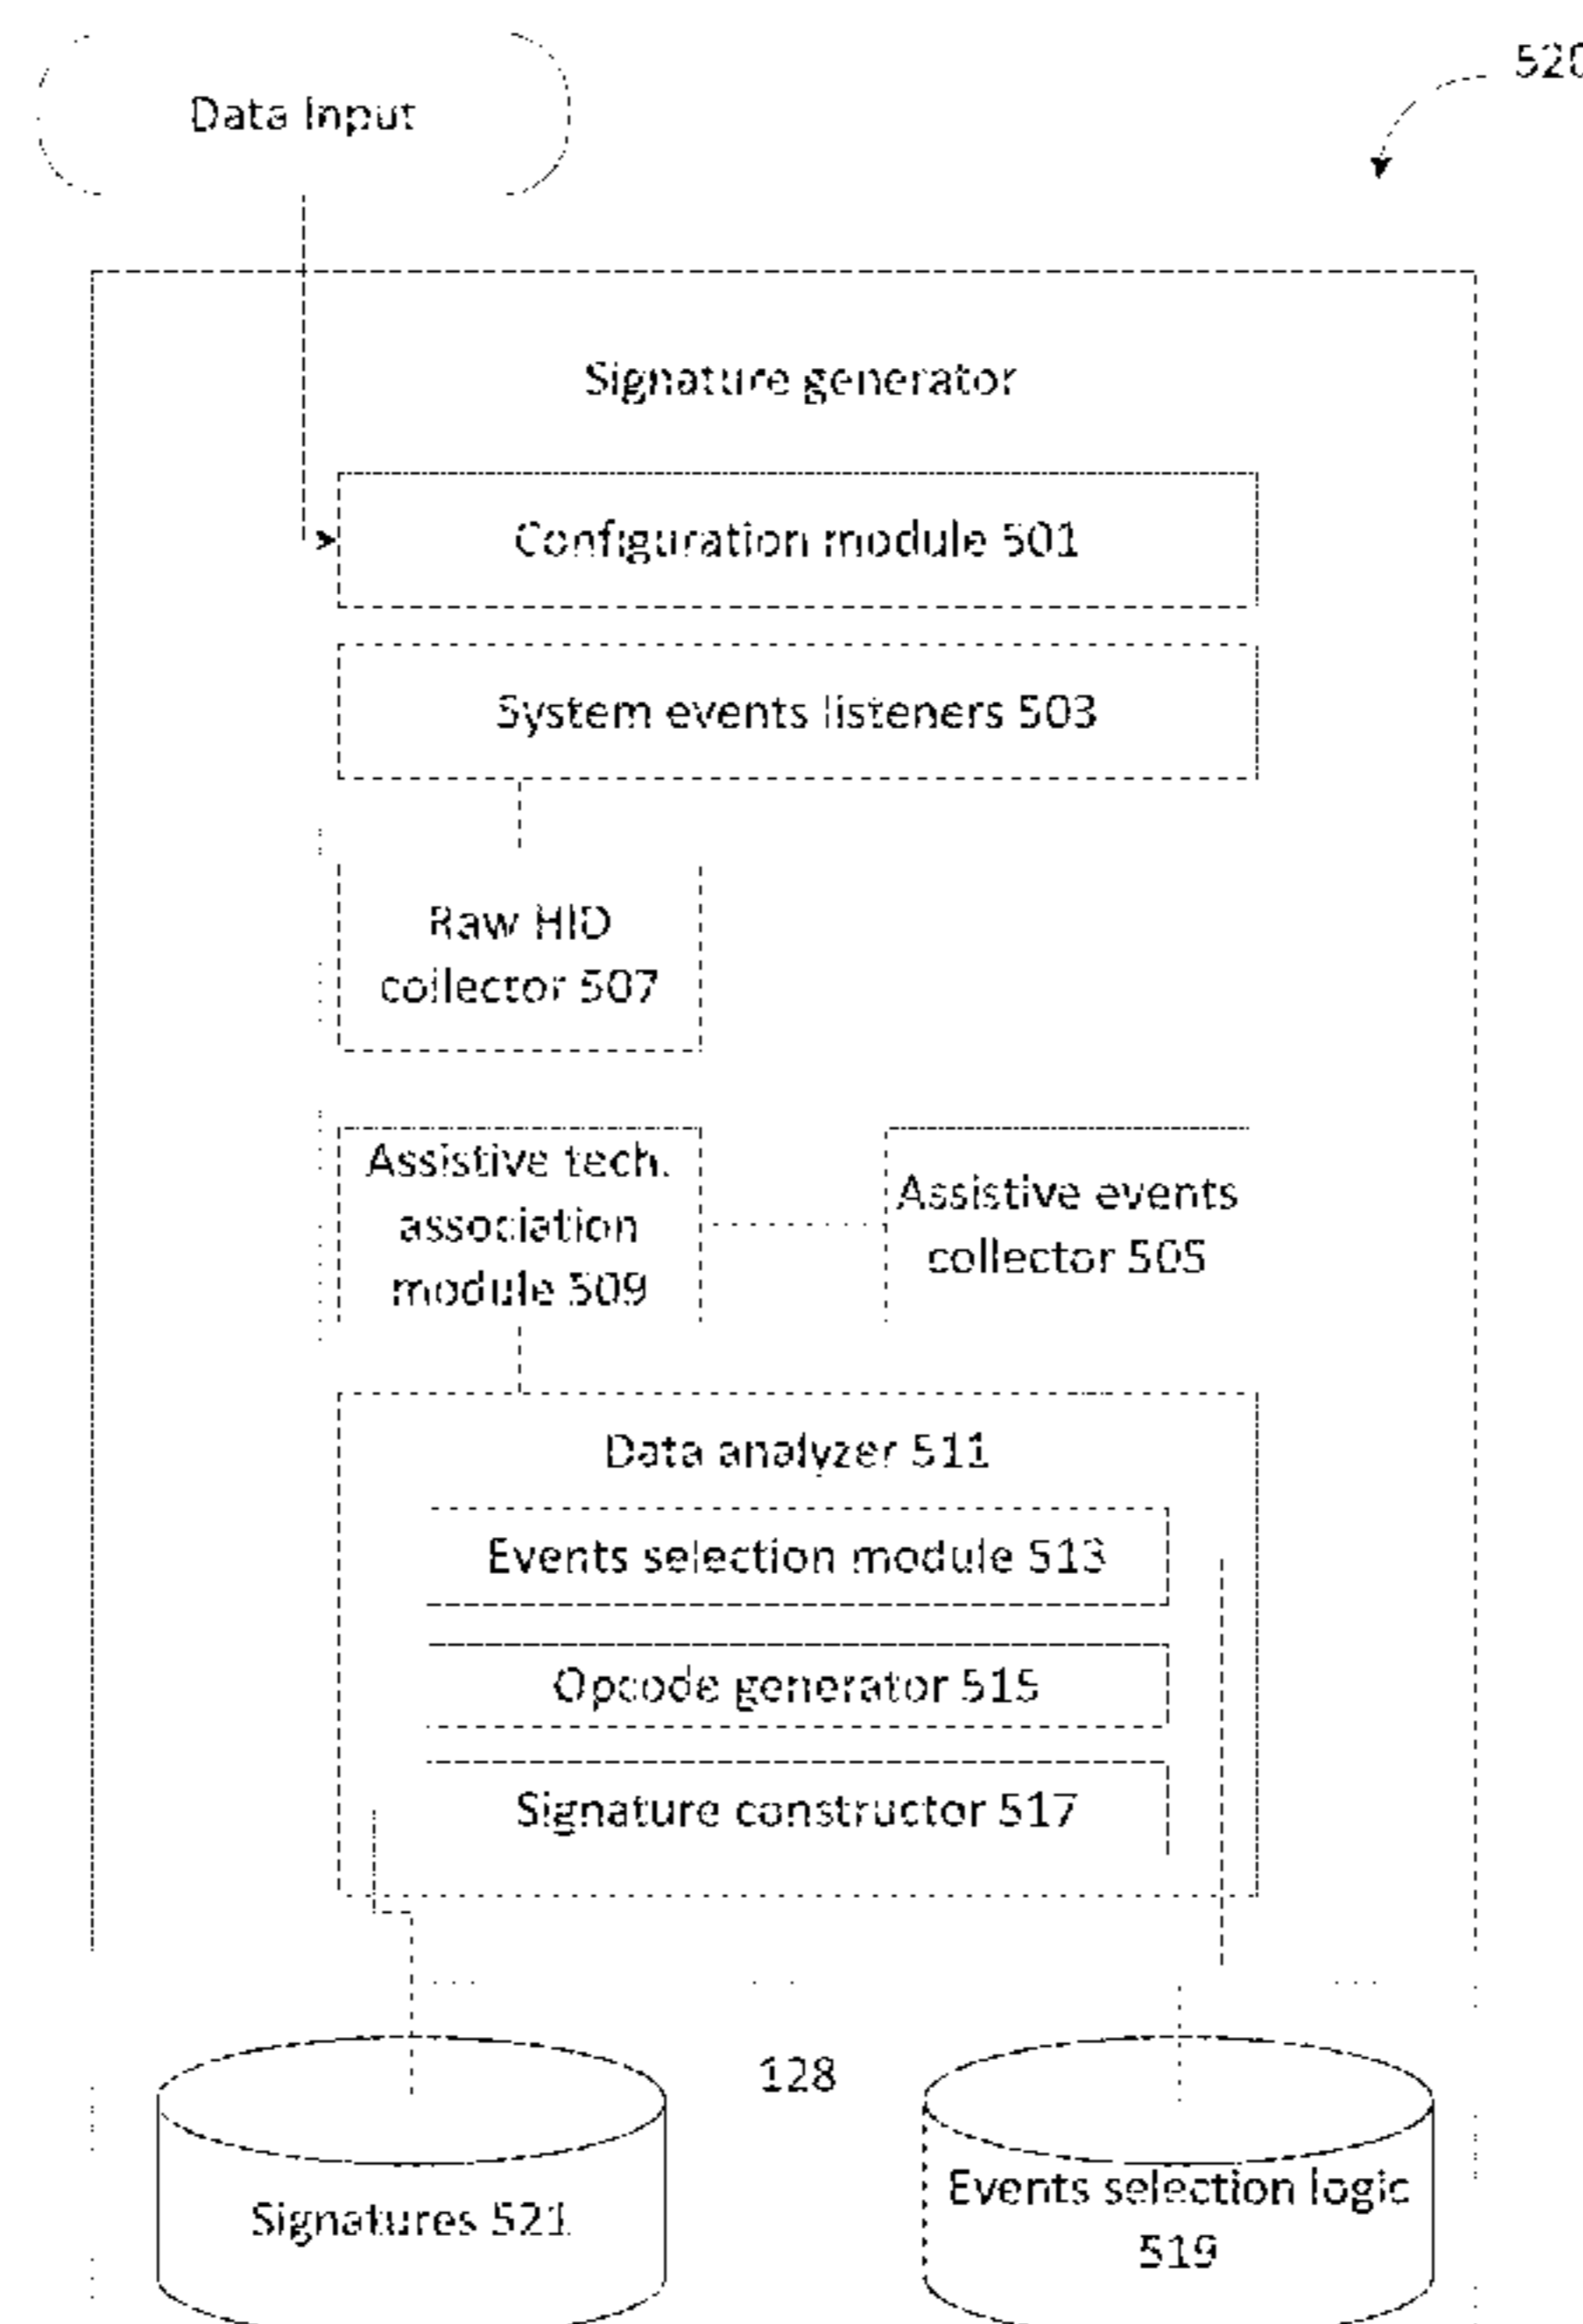 Data Input
520
Signature generator
Configuration module 501
System events listeners 503
Raw HID
collector 507
Assistive tech.
association
module 509
Assistive events
collector 505
Data analyzer 511
Events selection module 513
Opcode generator 515
Signature constructor 517
128
Signatures 521
Events selection logic
519